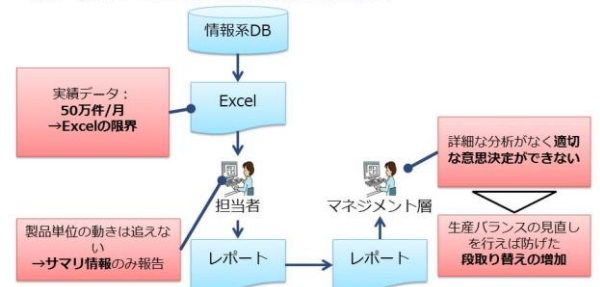 情報系DB
実績データ：
50万件/月
→Excelの限界
Excel
詳細な分析がなく適切
な意思決定ができない
担当者
マネジメント層
製品単位の動きは追えな
い
→サマリ情報のみ報告
レポート
レポート
生産バランスの見直し
を行えば防げた
段取り替えの増加